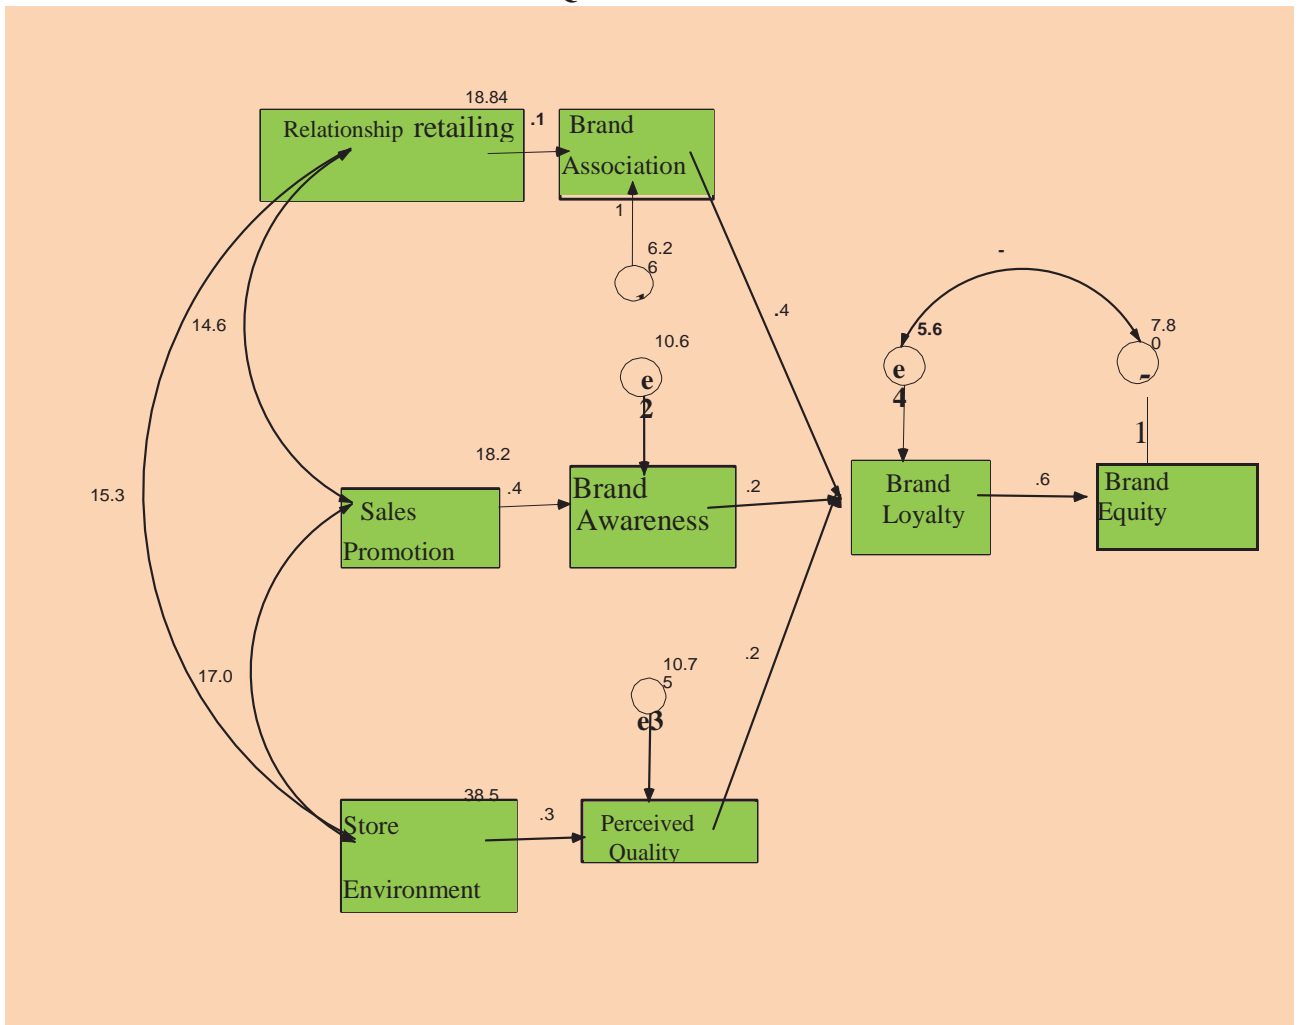 18.84
Relationship retailing
.1
Brand
Association
1
6.2
6
14.6
.4
-
5.6
7.8
0
10.6
e
2
e
4
-
1
15.3
18.2
.4
Sales
Promotion
Brand
Awareness
.2
Brand
Loyalty
.6
Brand
Equity
17.0
.2
10.7
5
e3
38.5
Store
Environment
.3
Perceived
Quality